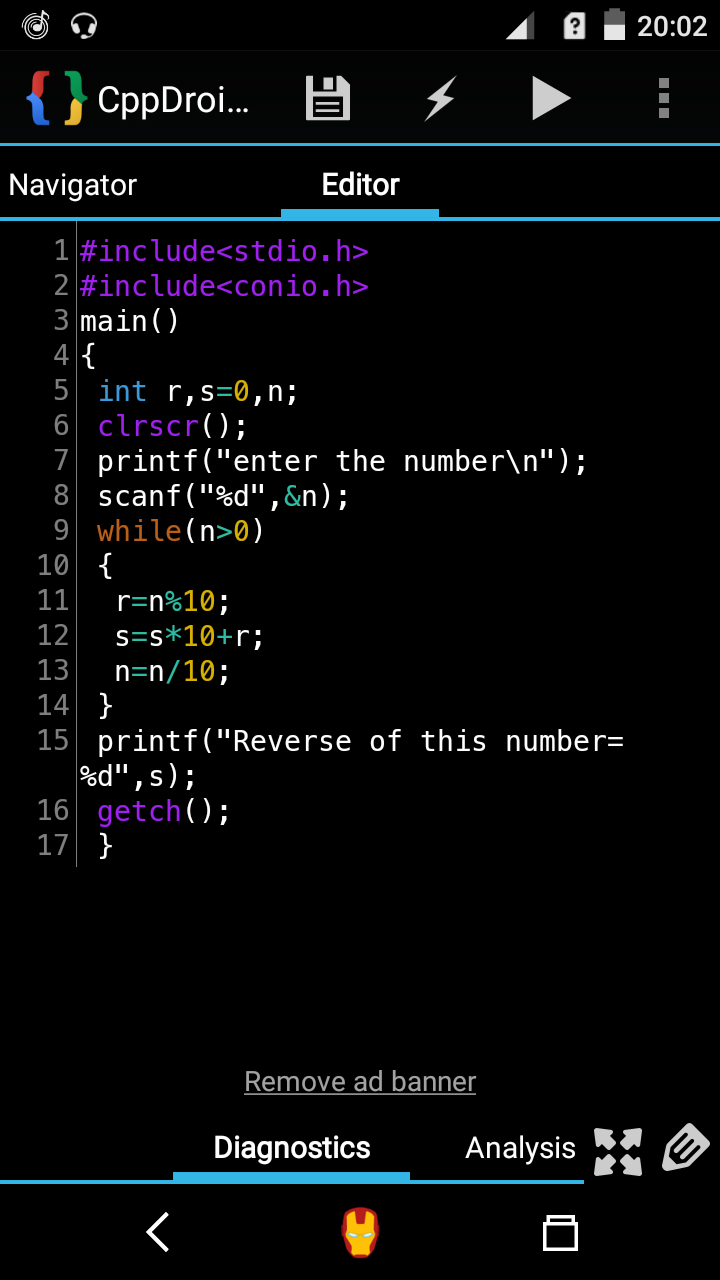 20:02
CppDroi...
Navigator Editor
1 #include<stdio.h>
2 #include<conio.h>
3 main()
4 {
5 int r,s=0,n;
6 clrscr();
7 printf("enter the number\n");
8 scanf("%d",&n);
9 while(n>0)
10 {
11 r=n%10;
12 s=s*10+r;
13 n=n/10;
14 }
15 printf("Reverse of this number=
%d",s);
16 getch();
17 }
Remove ad banner
Diagnostics Analysis